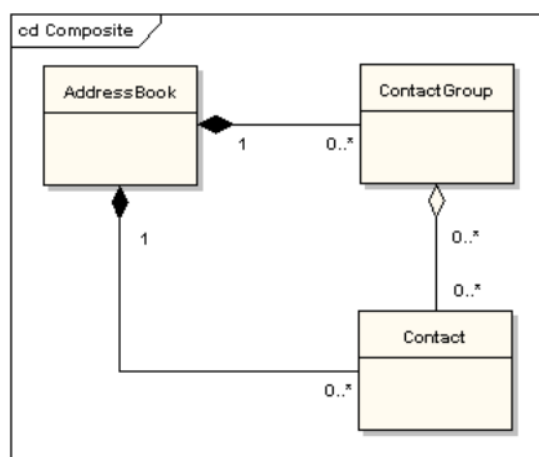 cd Composite
AddressBook
ContactGroup
1
0..*
1
0..*
0..*
Contact
0..*